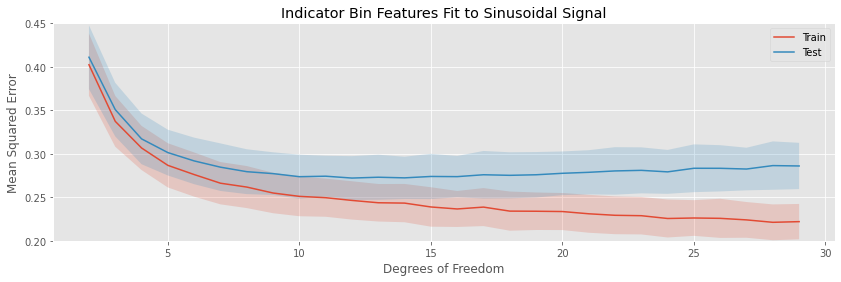 Indicator Bin Features Fit to Sinusoidal Signal
Train
Test
Mean Squared Error
0.45
0.40
0.35
0.30
0.25
0.20
5
10
15
20
25
30
Degrees of Freedom